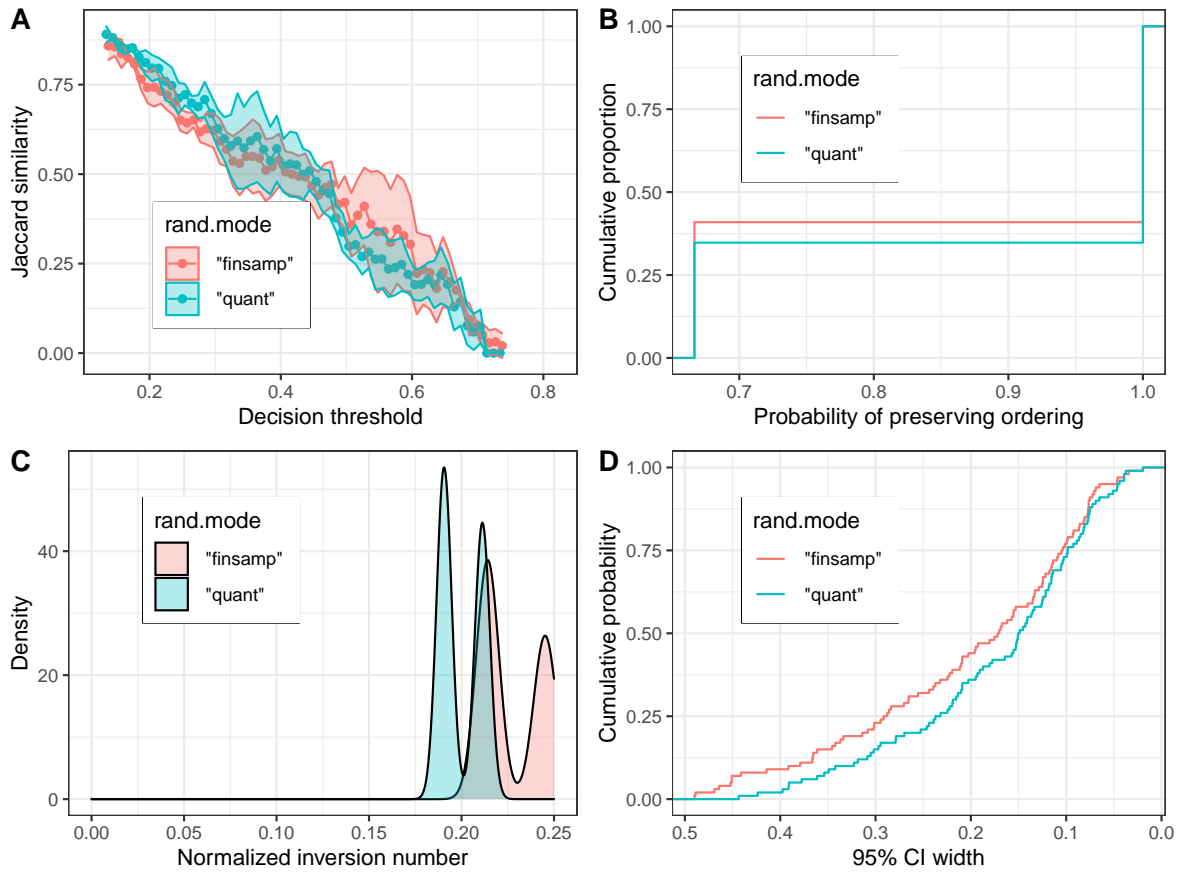 A
Jaccard similarity
0.75
0.50
0.25
0.00
rand.mode
"finsamp"
"quant"
0.2
0.4
0.6
0.8
Decision threshold
B
Cumulative proportion
1.00
0.75
0.50
0.25
0.00
rand.mode
"finsamp"
"quant"
0.7
0.8
0.9
1.0
Probability of preserving ordering
C
Density
40
20
0
rand.mode
"finsamp"
"quant"
0.00
0.05
0.10
0.15
0.20
0.25
Normalized inversion number
D
Cumulative probability
1.00
0.75
0.50
0.25
0.00
rand.mode
"finsamp"
"quant"
0.5
0.4
0.3
0.2
0.1
0.0
95% CI width